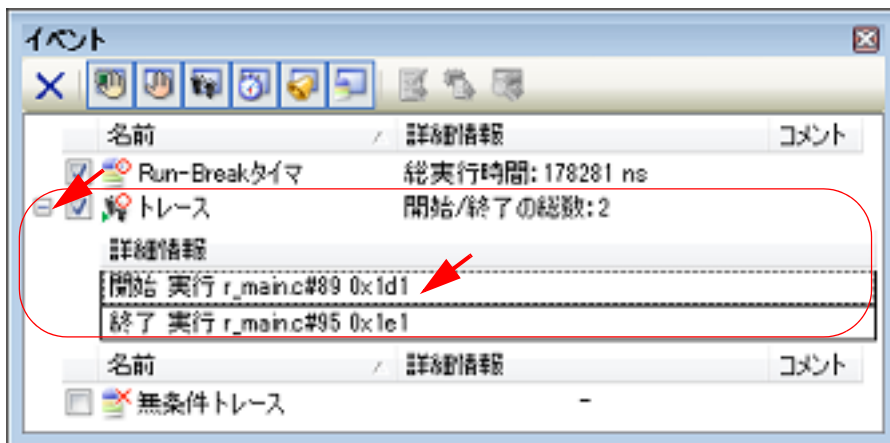 イベント
名前 詳細情報 コメント
Run-Breakタイマ 総実行時間: 178281 ns
トレース 開始/終了の総数: 2
詳細情報
開始 実行 r_main.c#89 0x1d1
終了 実行 r_main.c#95 0x1e1
名前 詳細情報 コメント
無条件トレース -